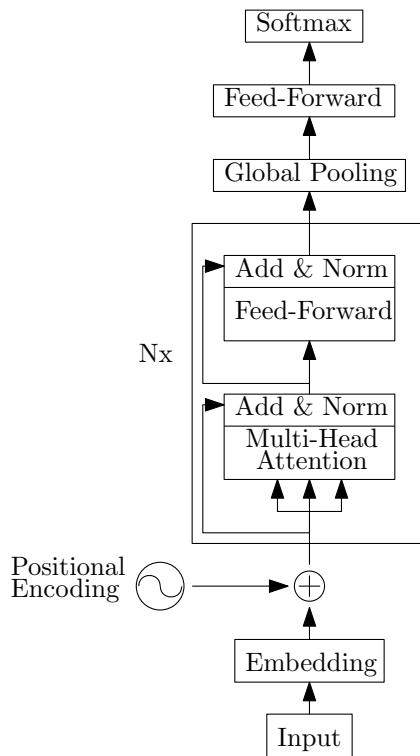 Softmax
Feed-Forward
Global Pooling
Add & Norm
Feed-Forward
Nx
Add & Norm
Multi-Head
Attention
Positional
Encoding
Embedding
Input